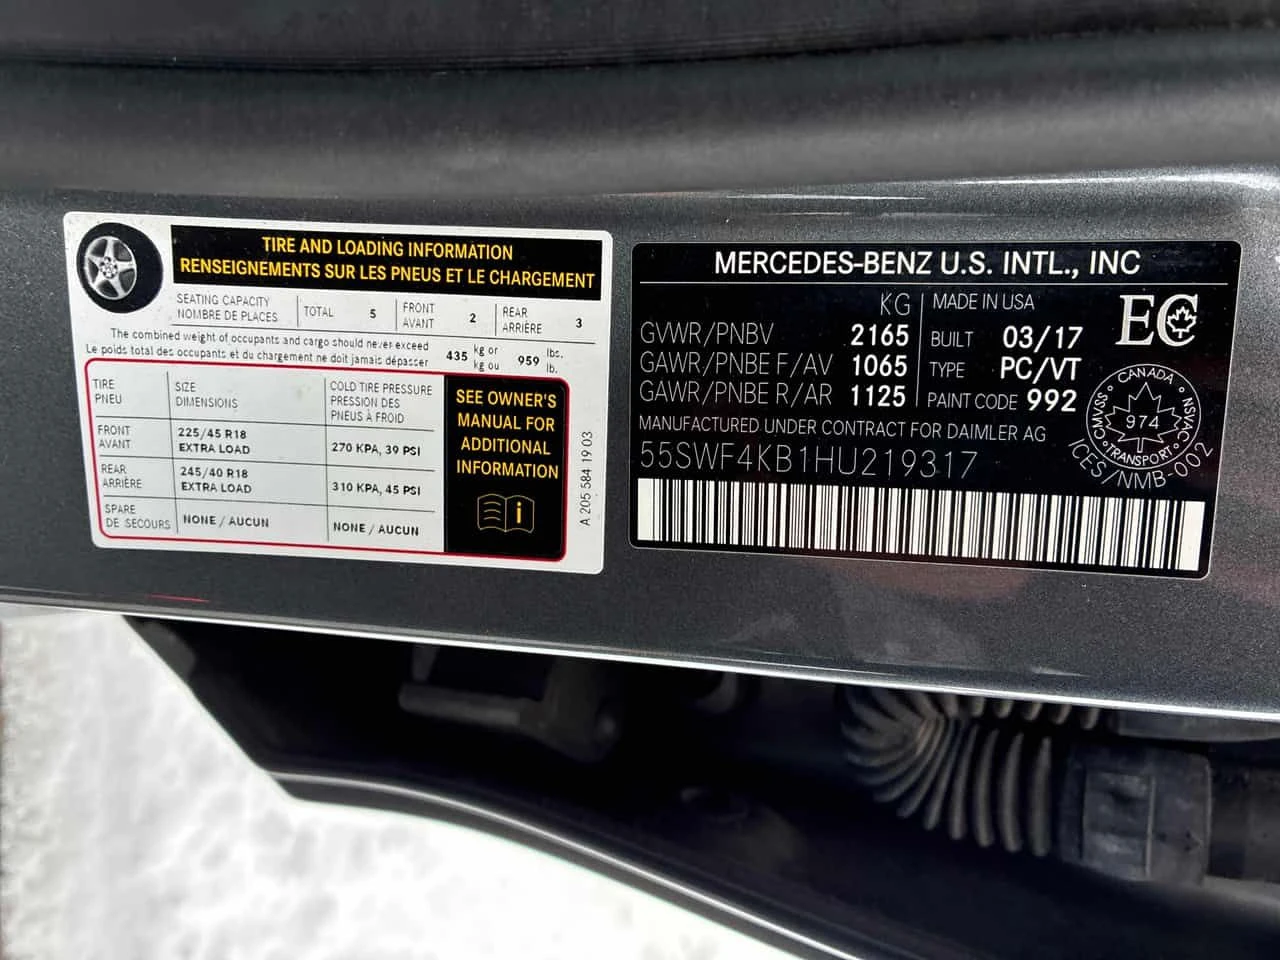 TIRE AND LOADING INFORMATION
RENSEIGNEMENTS SUR LES PNEUS ET LE CHARGEMENT
SEATING CAPACITY
NOMBRE DE PLACES
TOTAL 5
FRONT
AVANT 2
REAR
ARRIÈRE 3
The combined weight of occupants and cargo should never exceed
Le poids total des occupants et du chargement ne doit jamais dépasser
435 kg or
kg ou
959 lbs.
lb.
TIRE
PNEU
SIZE
DIMENSIONS
COLD TIRE PRESSURE
PRESSION DES
PNEUS À FROID
FRONT
AVANT
225/45 R18
EXTRA LOAD
270 KPA, 39 PSI
REAR
ARRIÈRE
245/40 R18
EXTRA LOAD
310 KPA, 45 PSI
SPARE
DE SECOURS
NONE / AUCUN
NONE / AUCUN
SEE OWNER'S
MANUAL FOR
ADDITIONAL
INFORMATION
i
A 205 584 19 03
MERCEDES-BENZ U.S. INTL., INC
KG
GVWR/PNBV 2165
GAWR/PNBE F/AV 1065
GAWR/PNBE R/AR 1125
MADE IN USA
BUILT 03/17
TYPE PC/VT
PAINT CODE 992
EC
MANUFACTURED UNDER CONTRACT FOR DAIMLER AG
55SWF4KB1HU219317
CANADA
974
TRANSPORT
NSVAC
CMVSS
ICES/NMB-002